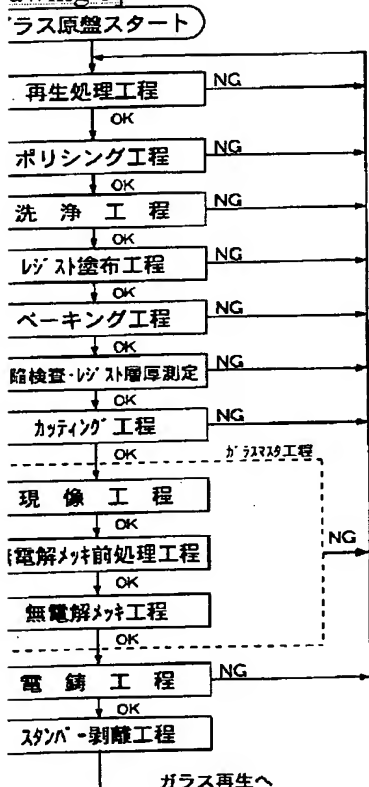 ラス原盤スタート
再生処理工程
NG
OK
ポリシング工程
NG
OK
洗浄工程
NG
OK
レジスト塗布工程
NG
OK
ベーキング工程
NG
OK
陥検査・レジスト層厚測定
NG
OK
カッティング工程
NG
OK
ガラスマスタ工程
現像工程
OK
NG
電解メッキ前処理工程
OK
無電解メッキ工程
OK
電鋳工程
NG
OK
スタンパー剥離工程
ガラス再生へ